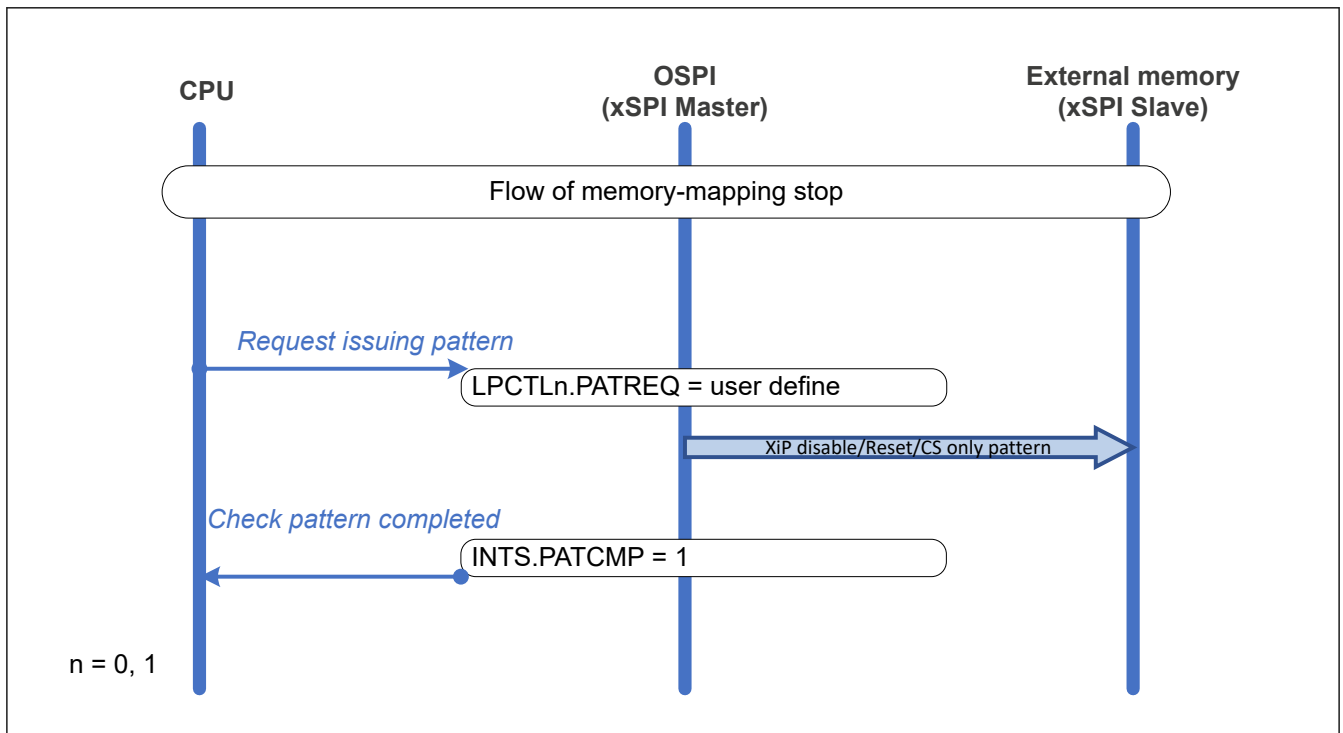 CPU
OSPI
(xSPI Master)
External memory
(xSPI Slave)
Flow of memory-mapping stop
Request issuing pattern
LPCTLn.PATREQ = user define
XiP disable/Reset/CS only pattern
Check pattern completed
INTS.PATCMP = 1
n = 0, 1